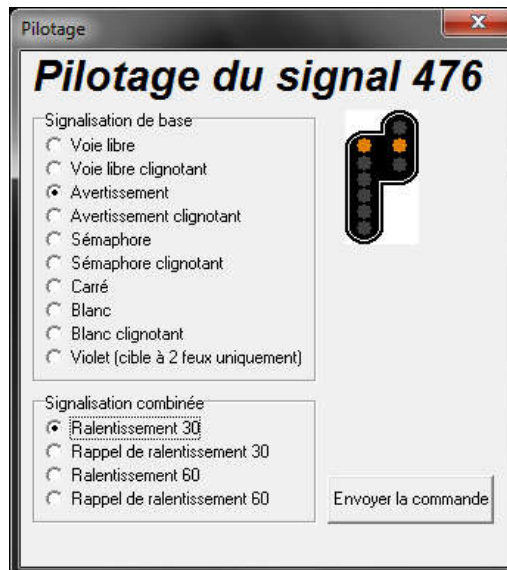 Pilotage
Pilotage du signal 476
Signalisation de base
Voie libre
Voie libre clignotant
Avertissement
Avertissement clignotant
Sémaphore
Sémaphore clignotant
Carré
Blanc
Blanc clignotant
Violet (cible à 2 feux uniquement)
Signalisation combinée
Ralentissement 30
Rappel de ralentissement 30
Ralentissement 60
Rappel de ralentissement 60
Envoyer la commande